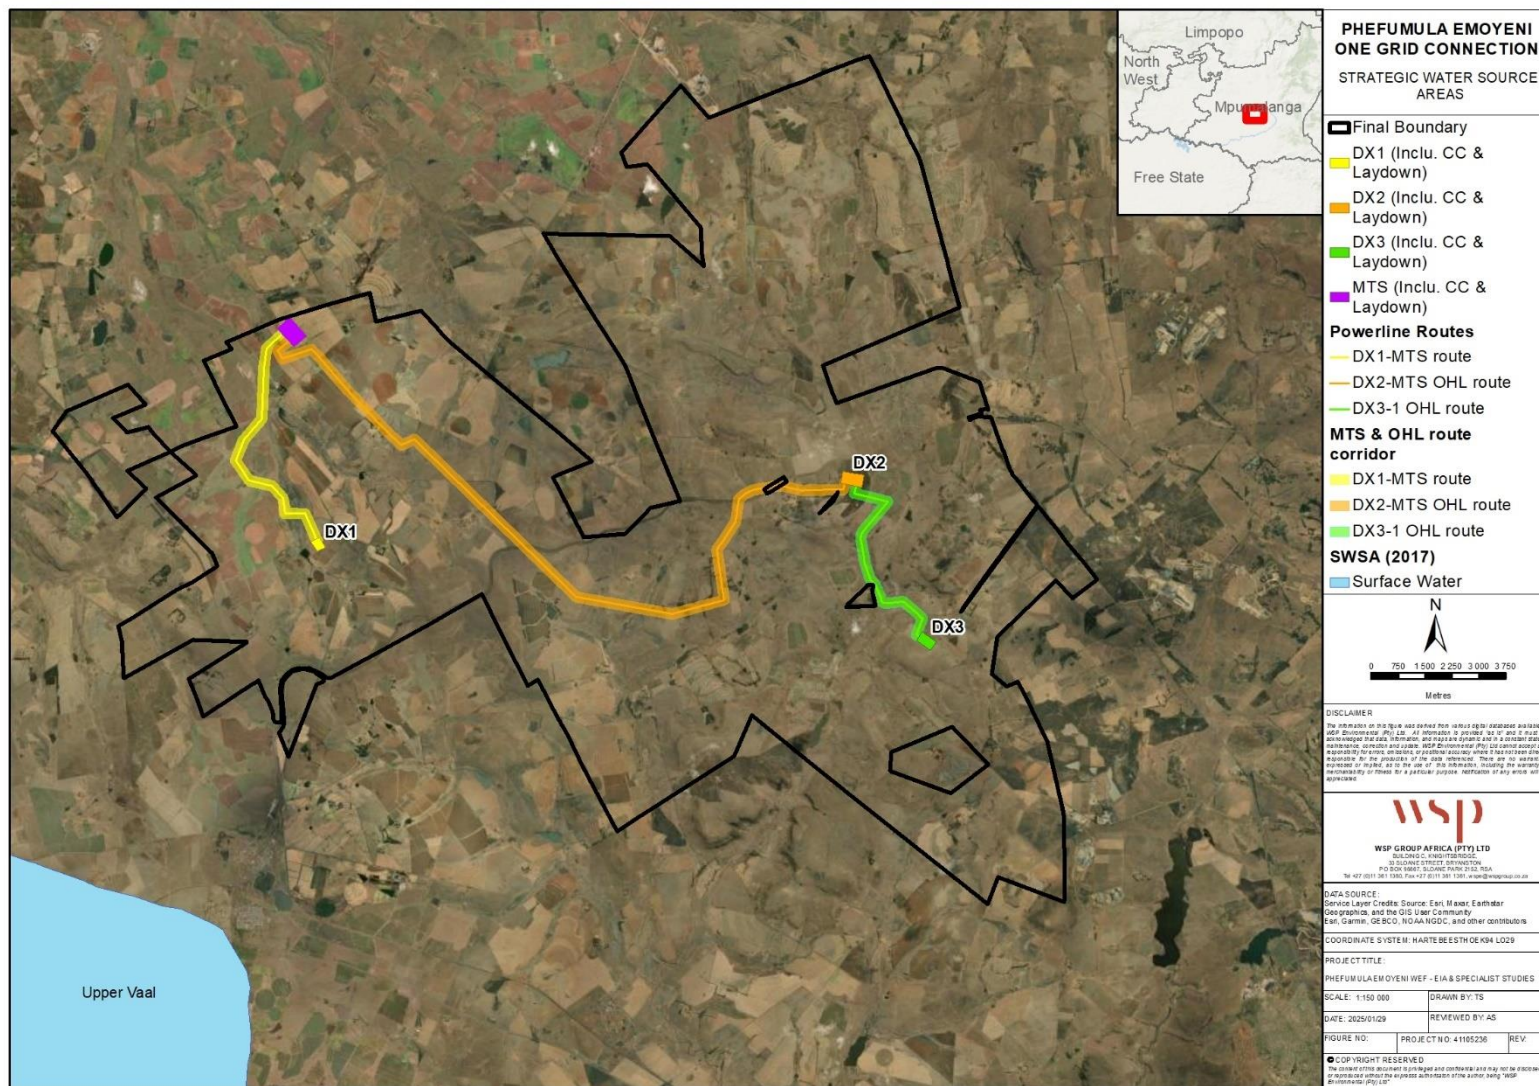 Limpopo
North
West
Mpumalanga
Free State
DX2
DX1
DX3
Upper Vaal
PHEFUMULA EMOYENI
ONE GRID CONNECTION
STRATEGIC WATER SOURCE
AREAS
Final Boundary
DX1 (Inclu. CC &
Laydown)
DX2 (Inclu. CC &
Laydown)
DX3 (Inclu. CC &
Laydown)
MTS (Inclu. CC &
Laydown)
Powerline Routes
DX1-MTS route
DX2-MTS OHL route
DX3-1 OHL route
MTS & OHL route
corridor
DX1-MTS route
DX2-MTS OHL route
DX3-1 OHL route
SWSA (2017)
Surface Water
N
0 750 1 500 2 250 3 000 3 750
Metres
DISCLAIMER
wsp
WSP GROUP AFRICA (PTY) LTD
BUILDING C, KNIGHTSBRIDGE,
33 SLOANE STREET, BRYANSTON
DATA SOURCE:
Service Layer Credits: Source: Esri, Maxar, Earthstar
Geographics, and the GIS User Community
Esri, Garmin, GEBCO, NOAA NGDC, and other contributors
COORDINATE SYSTEM: HARTEBEESTHOEK94 LO29
PROJECT TITLE:
PHEFUMULA EMOYENI WEF - EIA & SPECIALIST STUDIES
SCALE: 1:150 000 DRAWN BY: TS
DATE: 2025/01/29 REVIEWED BY: AS
FIGURE NO: PROJECT NO: 41105236 REV:
© COPYRIGHT RESERVED